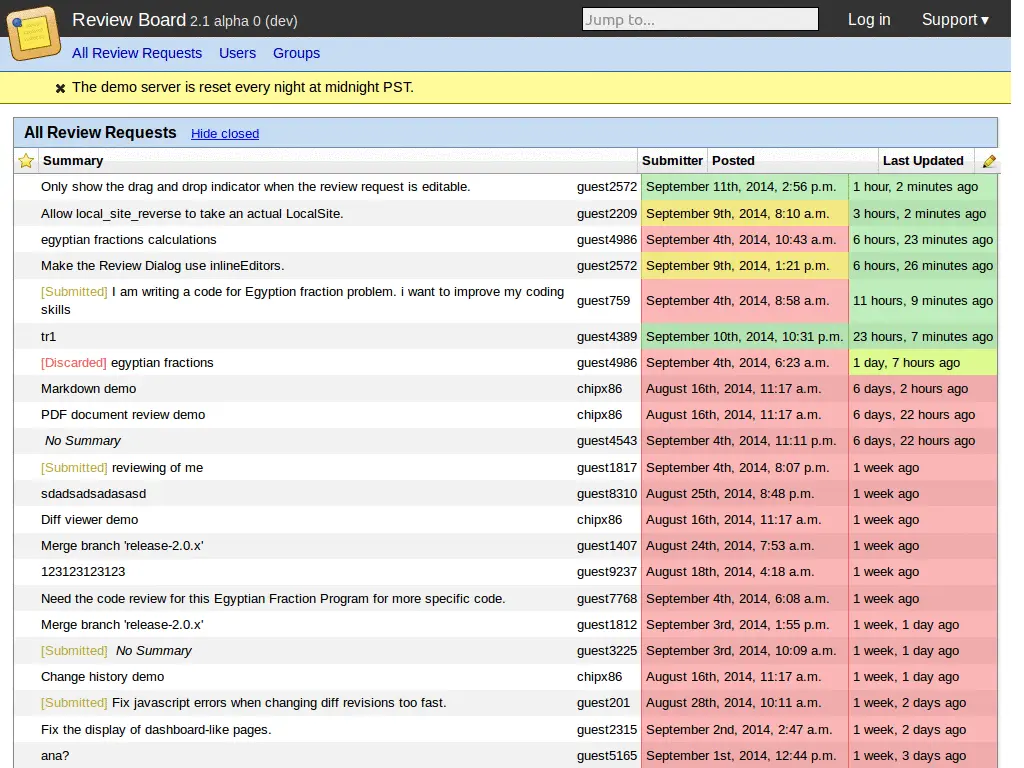 Review Board 2.1 alpha 0 (dev)
Jump to...
Log in
Support ▾
All Review Requests Users Groups
✖ The demo server is reset every night at midnight PST.
All Review Requests Hide closed
Summary Submitter Posted Last Updated
Only show the drag and drop indicator when the review request is editable. guest2572 September 11th, 2014, 2:56 p.m. 1 hour, 2 minutes ago
Allow local_site_reverse to take an actual LocalSite. guest2209 September 9th, 2014, 8:10 a.m. 3 hours, 2 minutes ago
egyptian fractions calculations guest4986 September 4th, 2014, 10:43 a.m. 6 hours, 23 minutes ago
Make the Review Dialog use inlineEditors. guest2572 September 9th, 2014, 1:21 p.m. 6 hours, 26 minutes ago
[Submitted] I am writing a code for Egyption fraction problem. i want to improve my coding
skills guest759 September 4th, 2014, 8:58 a.m. 11 hours, 9 minutes ago
tr1 guest4389 September 10th, 2014, 10:31 p.m. 23 hours, 7 minutes ago
[Discarded] egyptian fractions guest4986 September 4th, 2014, 6:23 a.m. 1 day, 7 hours ago
Markdown demo chipx86 August 16th, 2014, 11:17 a.m. 6 days, 2 hours ago
PDF document review demo chipx86 August 16th, 2014, 11:17 a.m. 6 days, 22 hours ago
No Summary guest4543 September 4th, 2014, 11:11 p.m. 6 days, 22 hours ago
[Submitted] reviewing of me guest1817 September 4th, 2014, 8:07 p.m. 1 week ago
sdadsadsadasasd guest8310 August 25th, 2014, 8:48 p.m. 1 week ago
Diff viewer demo chipx86 August 16th, 2014, 11:17 a.m. 1 week ago
Merge branch 'release-2.0.x' guest1407 August 24th, 2014, 7:53 a.m. 1 week ago
123123123123 guest9237 August 18th, 2014, 4:18 a.m. 1 week ago
Need the code review for this Egyptian Fraction Program for more specific code. guest7768 September 4th, 2014, 6:08 a.m. 1 week ago
Merge branch 'release-2.0.x' guest1812 September 3rd, 2014, 1:55 p.m. 1 week, 1 day ago
[Submitted] No Summary guest3225 September 3rd, 2014, 10:09 a.m. 1 week, 1 day ago
Change history demo chipx86 August 16th, 2014, 11:17 a.m. 1 week, 1 day ago
[Submitted] Fix javascript errors when changing diff revisions too fast. guest201 August 28th, 2014, 10:11 a.m. 1 week, 2 days ago
Fix the display of dashboard-like pages. guest2315 September 2nd, 2014, 2:47 a.m. 1 week, 2 days ago
ana? guest5165 September 1st, 2014, 12:44 p.m. 1 week, 3 days ago